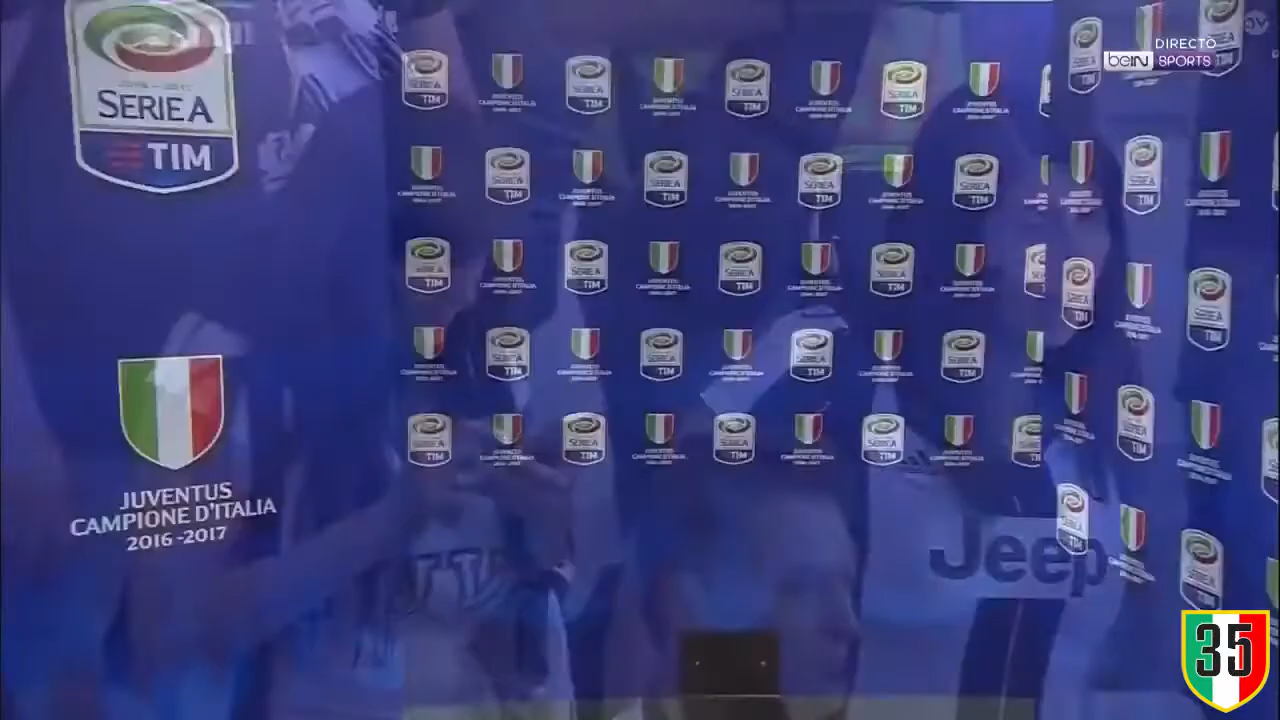 SERIE A
TIM
JUVENTUS
CAMPIONE D'ITALIA
2016-2017
DIRECTO
beIN SPORTS
Jeep
35